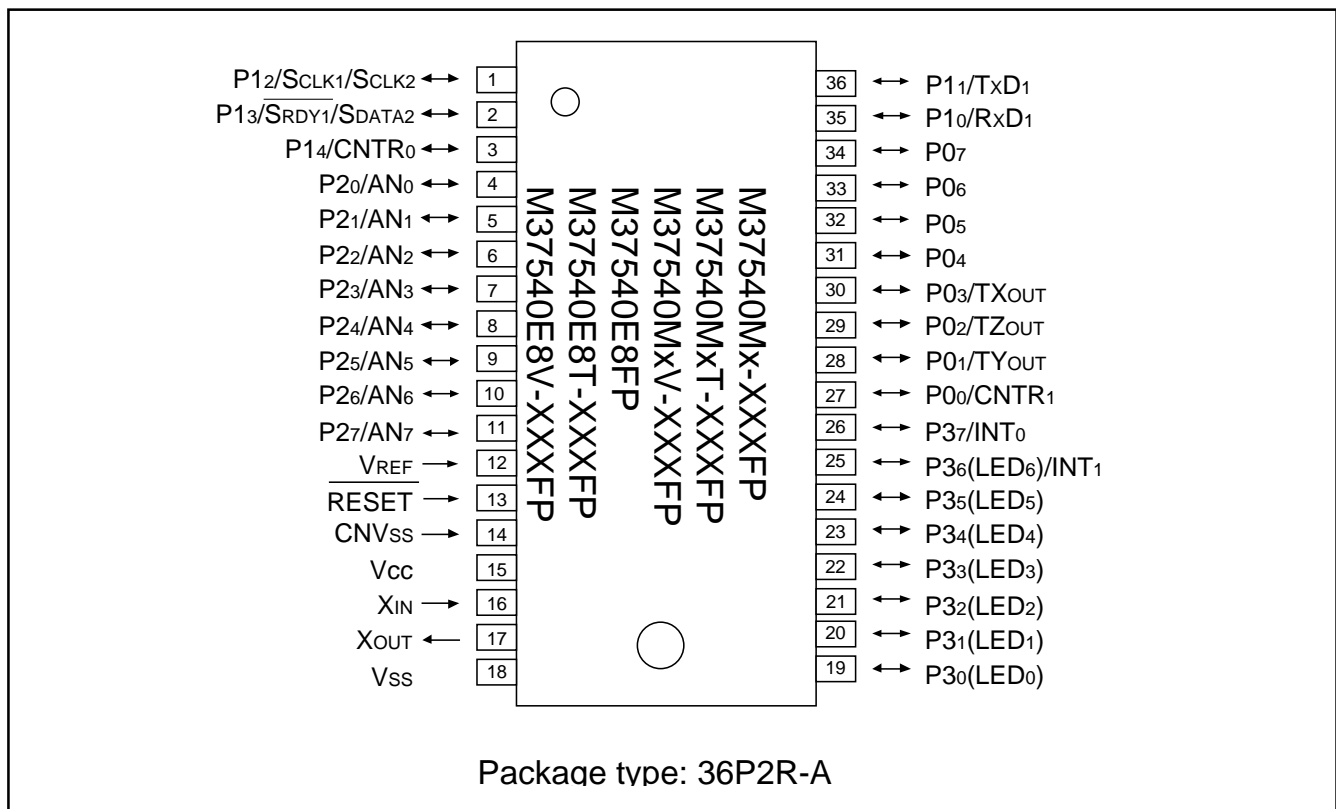 P12/SCLK1/SCLK2
P13/SRDY1/SDATA2
P14/CNTR0
P20/AN0
P21/AN1
P22/AN2
P23/AN3
P24/AN4
P25/AN5
P26/AN6
P27/AN7
VREF
RESET
CNVSS
Vcc
XIN
XOUT
VSS
1
2
3
4
5
6
7
8
9
10
11
12
13
14
15
16
17
18
M37540Mx-XXXFP
M37540MxT-XXXFP
M37540MxV-XXXFP
M37540E8FP
M37540E8T-XXXFP
M37540E8V-XXXFP
36
35
34
33
32
31
30
29
28
27
26
25
24
23
22
21
20
19
P11/TxD1
P10/RxD1
P07
P06
P05
P04
P03/TXOUT
P02/TZOUT
P01/TYOUT
P00/CNTR1
P37/INT0
P36(LED6)/INT1
P35(LED5)
P34(LED4)
P33(LED3)
P32(LED2)
P31(LED1)
P30(LED0)
Package type: 36P2R-A